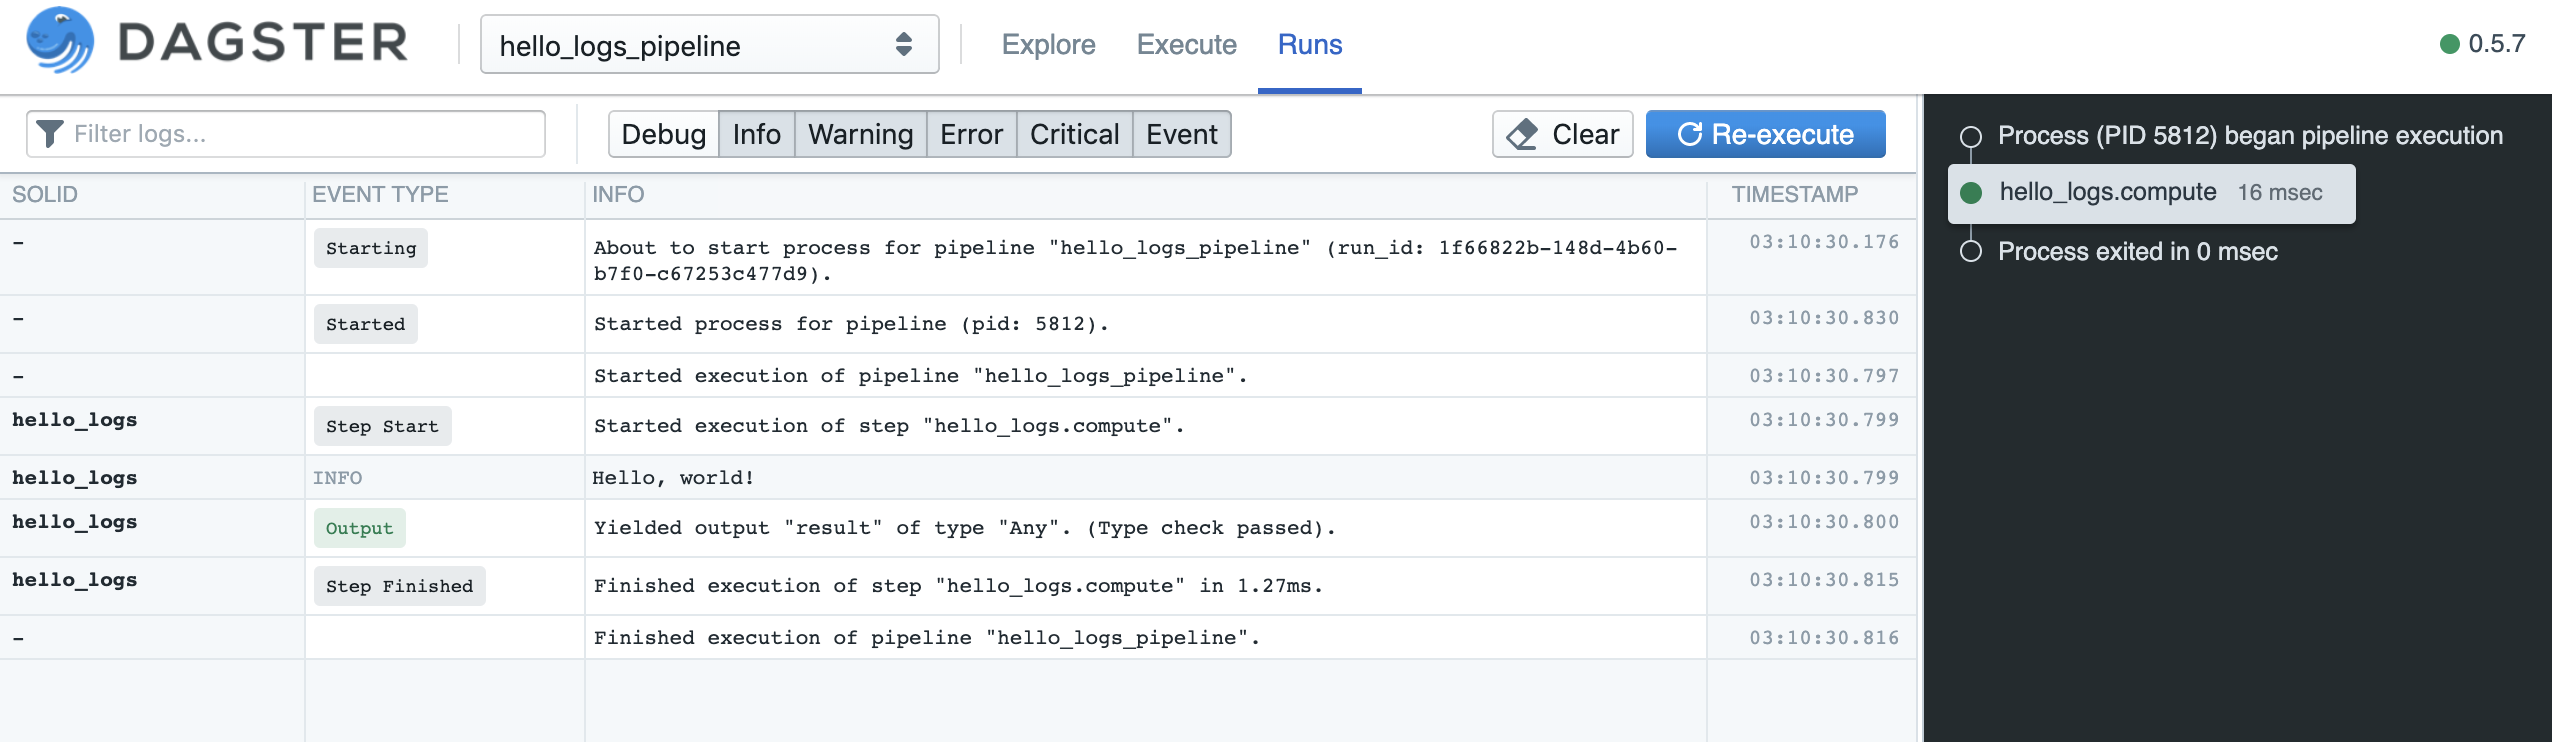 DAGSTER
hello_logs_pipeline
Explore Execute Runs
0.5.7
Filter logs...
Debug Info Warning Error Critical Event
Clear
Re-execute
SOLID EVENT TYPE INFO TIMESTAMP
- Starting About to start process for pipeline "hello_logs_pipeline" (run_id: 1f66822b-148d-4b60- 03:10:30.176
b7f0-c67253c477d9).
- Started Started process for pipeline (pid: 5812). 03:10:30.830
- Started execution of pipeline "hello_logs_pipeline". 03:10:30.797
hello_logs Step Start Started execution of step "hello_logs.compute". 03:10:30.799
hello_logs INFO Hello, world! 03:10:30.799
hello_logs Output Yielded output "result" of type "Any". (Type check passed). 03:10:30.800
hello_logs Step Finished Finished execution of step "hello_logs.compute" in 1.27ms. 03:10:30.815
- Finished execution of pipeline "hello_logs_pipeline". 03:10:30.816
Process (PID 5812) began pipeline execution
hello_logs.compute 16 msec
Process exited in 0 msec